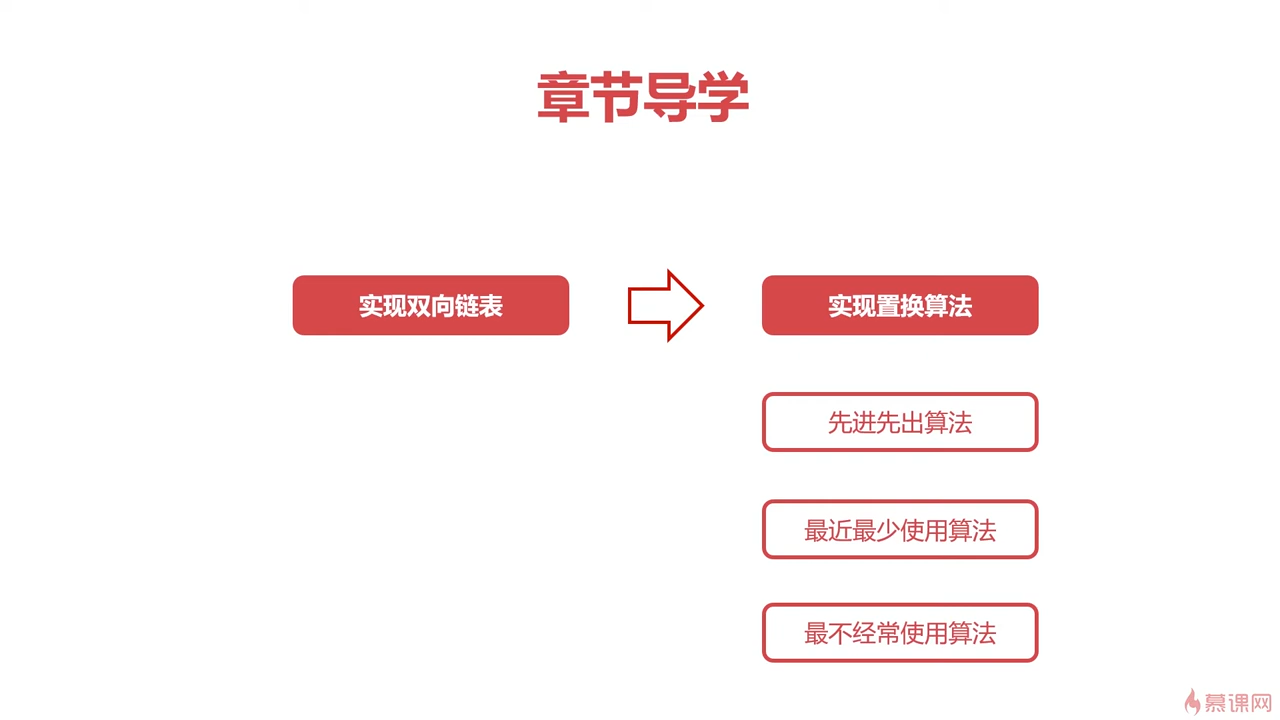 章节导学
实现双向链表
实现置换算法
先进先出算法
最近最少使用算法
最不经常使用算法
慕课网